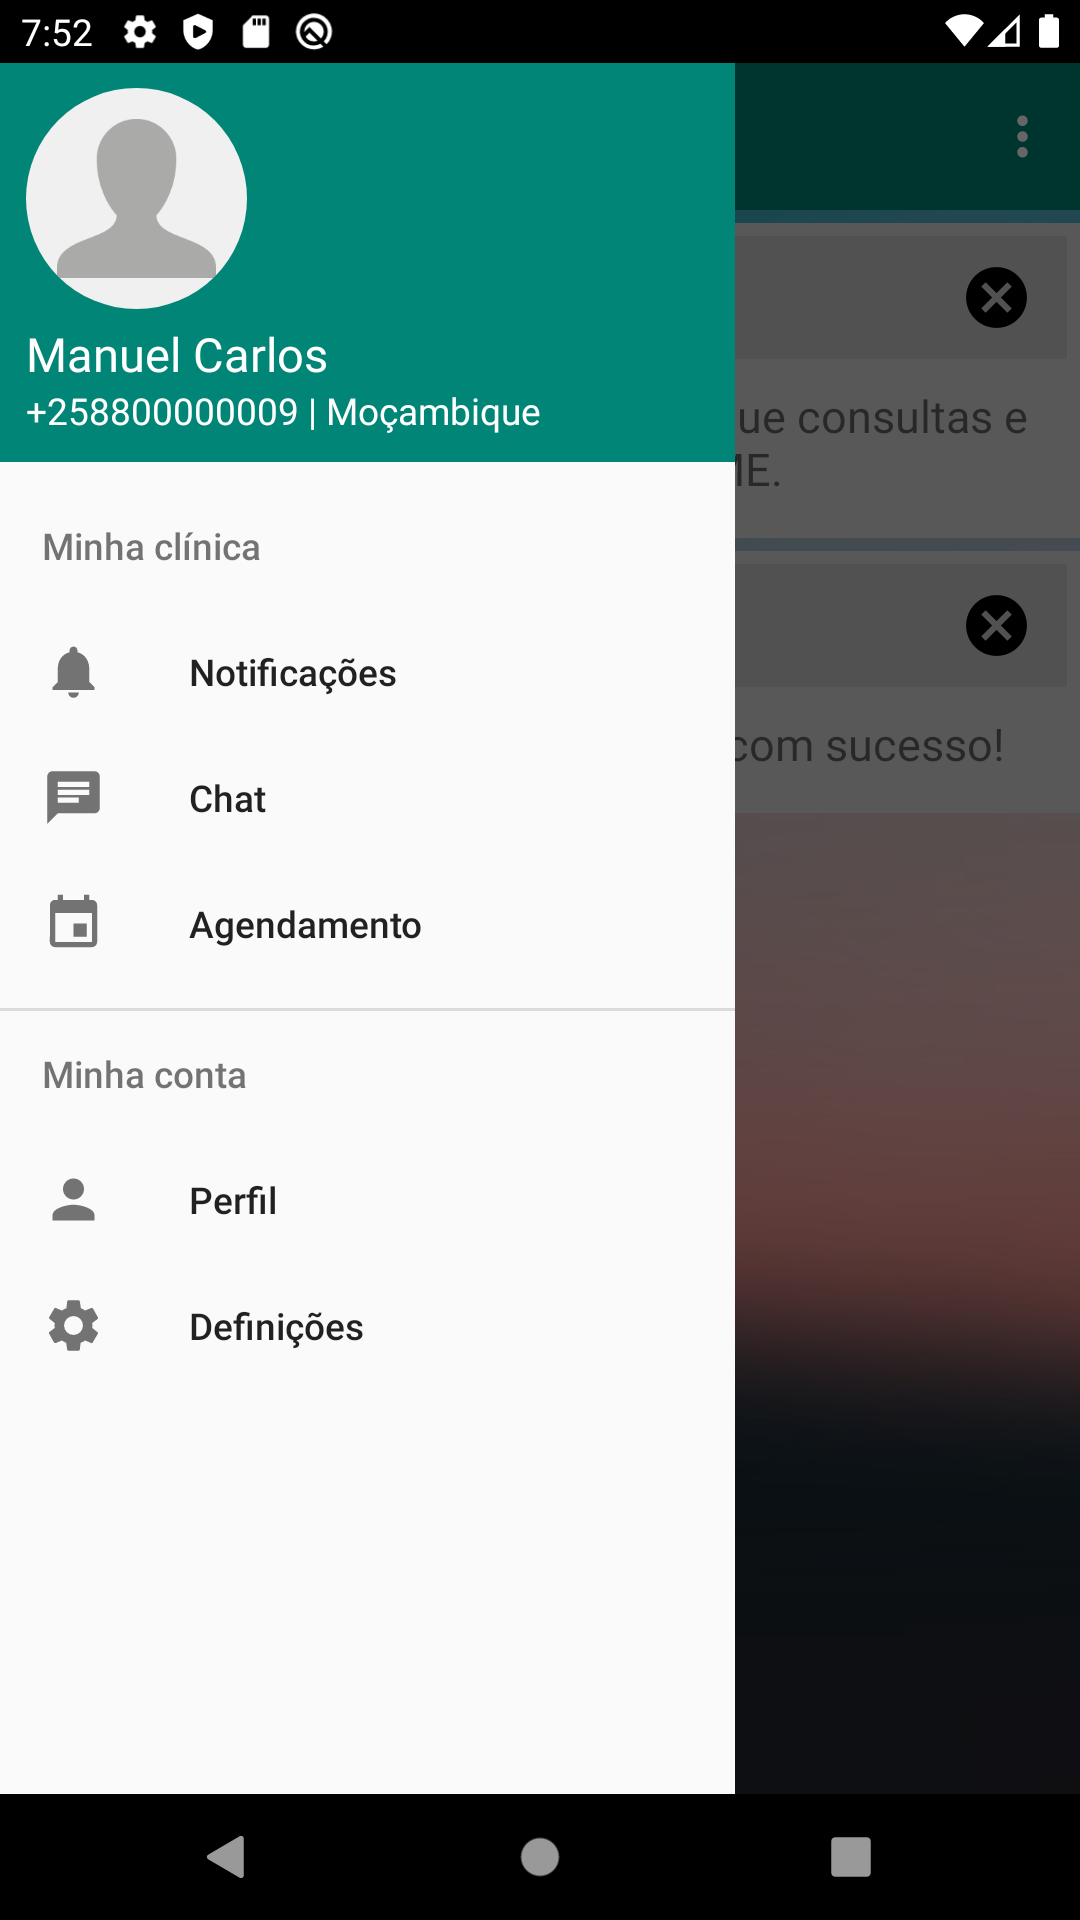 7:52
Manuel Carlos
+258800000009 | Moçambique
ue consultas e
E.
Minha clínica
Notificações
Chat
com sucesso!
Agendamento
Minha conta
Perfil
Definições